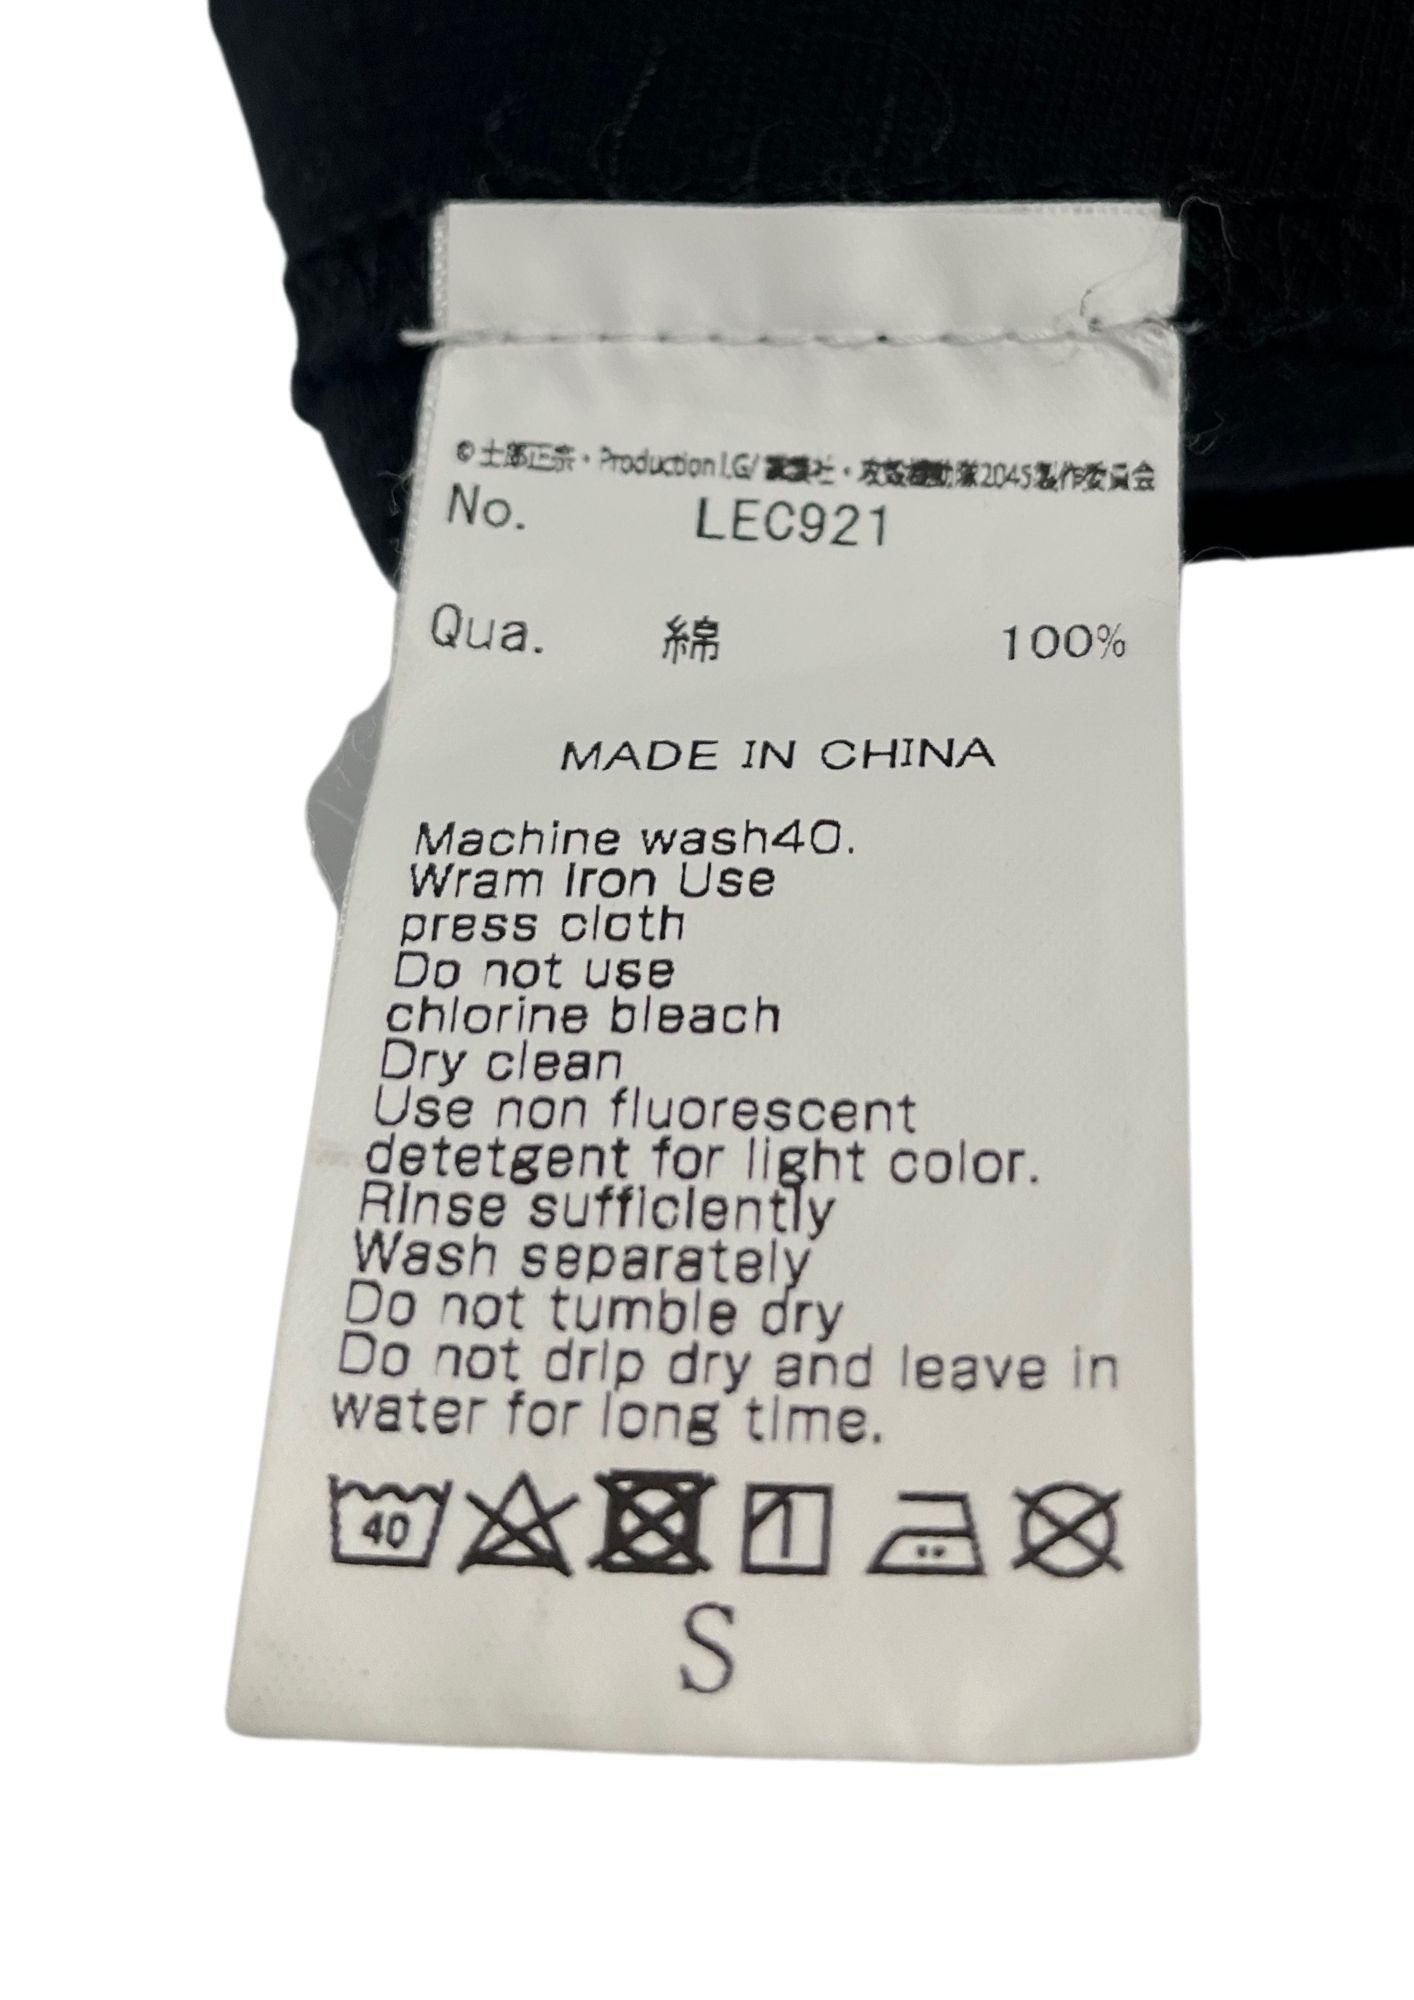 ©士郎正宗・Production I.G/講談社・攻殻機動隊2045製作委員会
No. LEC921
Qua. 綿 100%
MADE IN CHINA
Machine wash40.
Wram Iron Use
press cloth
Do not use
chlorine bleach
Dry clean
Use non fluorescent
detetgent for light color.
Rinse sufficiently
Wash separately
Do not tumble dry
Do not drip dry and leave in
water for long time.
40
S